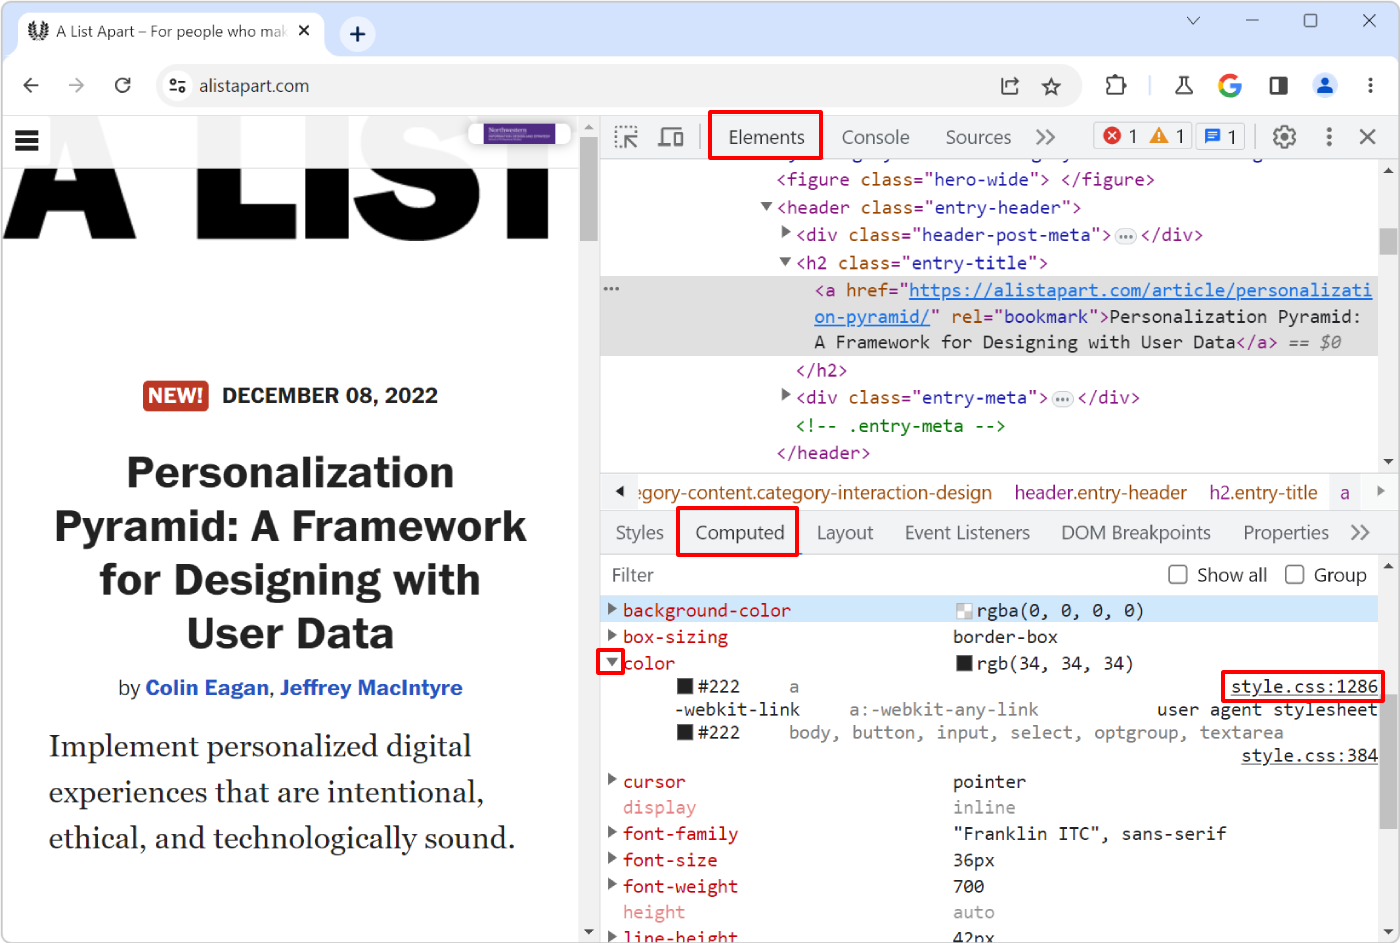 A List Apart – For people who mak
alistapart.com
Northwestern
A LIST
NEW! DECEMBER 08, 2022
Personalization
Pyramid: A Framework
for Designing with
User Data
by Colin Eagan, Jeffrey MacIntyre
Implement personalized digital
experiences that are intentional,
ethical, and technologically sound.
Elements Console Sources 1 1 1
<figure class="hero-wide"> </figure>
<header class="entry-header">
<div class="header-post-meta"> … </div>
<h2 class="entry-title">
<a href="https://alistapart.com/article/personalizati
on-pyramid/" rel="bookmark">Personalization Pyramid:
A Framework for Designing with User Data</a> == $0
</h2>
<div class="entry-meta"> … </div>
<!-- .entry-meta -->
</header>
egory-content.category-interaction-design header.entry-header h2.entry-title a
Styles Computed Layout Event Listeners DOM Breakpoints Properties
Filter Show all Group
background-color rgba(0, 0, 0, 0)
box-sizing border-box
color rgb(34, 34, 34)
#222 a style.css:1286
-webkit-link a:-webkit-any-link user agent stylesheet
#222 body, button, input, select, optgroup, textarea
style.css:384
cursor pointer
display inline
font-family "Franklin ITC", sans-serif
font-size 36px
font-weight 700
height auto
line-height 42px